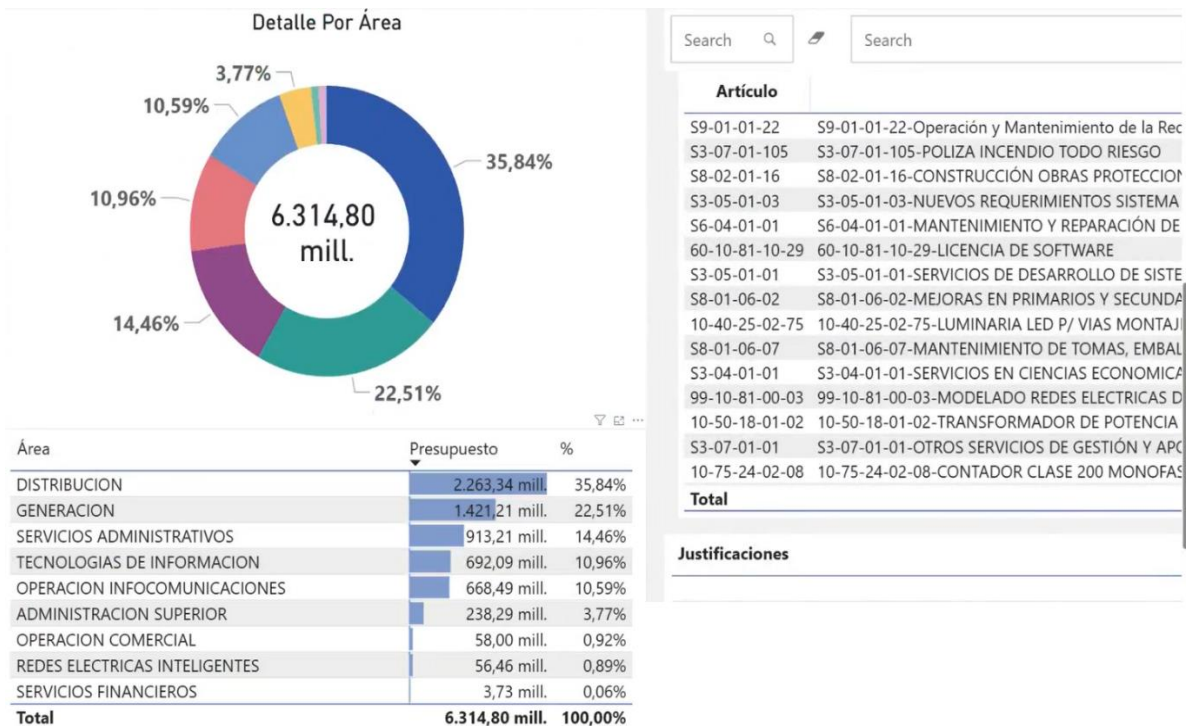 Detalle Por Área
3,77%
10,59%
35,84%
10,96%
6.314,80
mill.
14,46%
22,51%
Área Presupuesto %
DISTRIBUCION 2.263,34 mill. 35,84%
GENERACION 1.421,21 mill. 22,51%
SERVICIOS ADMINISTRATIVOS 913,21 mill. 14,46%
TECNOLOGIAS DE INFORMACION 692,09 mill. 10,96%
OPERACION INFOCOMUNICACIONES 668,49 mill. 10,59%
ADMINISTRACION SUPERIOR 238,29 mill. 3,77%
OPERACION COMERCIAL 58,00 mill. 0,92%
REDES ELECTRICAS INTELIGENTES 56,46 mill. 0,89%
SERVICIOS FINANCIEROS 3,73 mill. 0,06%
Total 6.314,80 mill. 100,00%
Search Search
Artículo
S9-01-01-22 S9-01-01-22-Operación y Mantenimiento de la Red
S3-07-01-105 S3-07-01-105-POLIZA INCENDIO TODO RIESGO
S8-02-01-16 S8-02-01-16-CONSTRUCCIÓN OBRAS PROTECCION
S3-05-01-03 S3-05-01-03-NUEVOS REQUERIMIENTOS SISTEMA
S6-04-01-01 S6-04-01-01-MANTENIMIENTO Y REPARACIÓN DE
60-10-81-10-29 60-10-81-10-29-LICENCIA DE SOFTWARE
S3-05-01-01 S3-05-01-01-SERVICIOS DE DESARROLLO DE SISTE
S8-01-06-02 S8-01-06-02-MEJORAS EN PRIMARIOS Y SECUNDA
10-40-25-02-75 10-40-25-02-75-LUMINARIA LED P/ VIAS MONTAJ
S8-01-06-07 S8-01-06-07-MANTENIMIENTO DE TOMAS, EMBAL
S3-04-01-01 S3-04-01-01-SERVICIOS EN CIENCIAS ECONOMICA
99-10-81-00-03 99-10-81-00-03-MODELADO REDES ELECTRICAS D
10-50-18-01-02 10-50-18-01-02-TRANSFORMADOR DE POTENCIA
S3-07-01-01 S3-07-01-01-OTROS SERVICIOS DE GESTIÓN Y APO
10-75-24-02-08 10-75-24-02-08-CONTADOR CLASE 200 MONOFAS
Total
Justificaciones